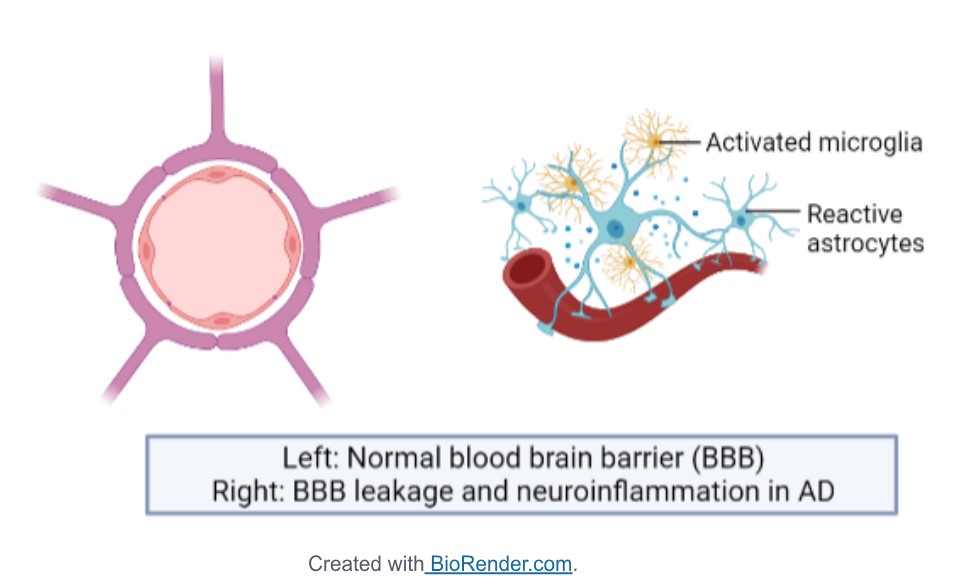 Activated microglia
Reactive
astrocytes
Left: Normal blood brain barrier (BBB)
Right: BBB leakage and neuroinflammation in AD
Created with BioRender.com.